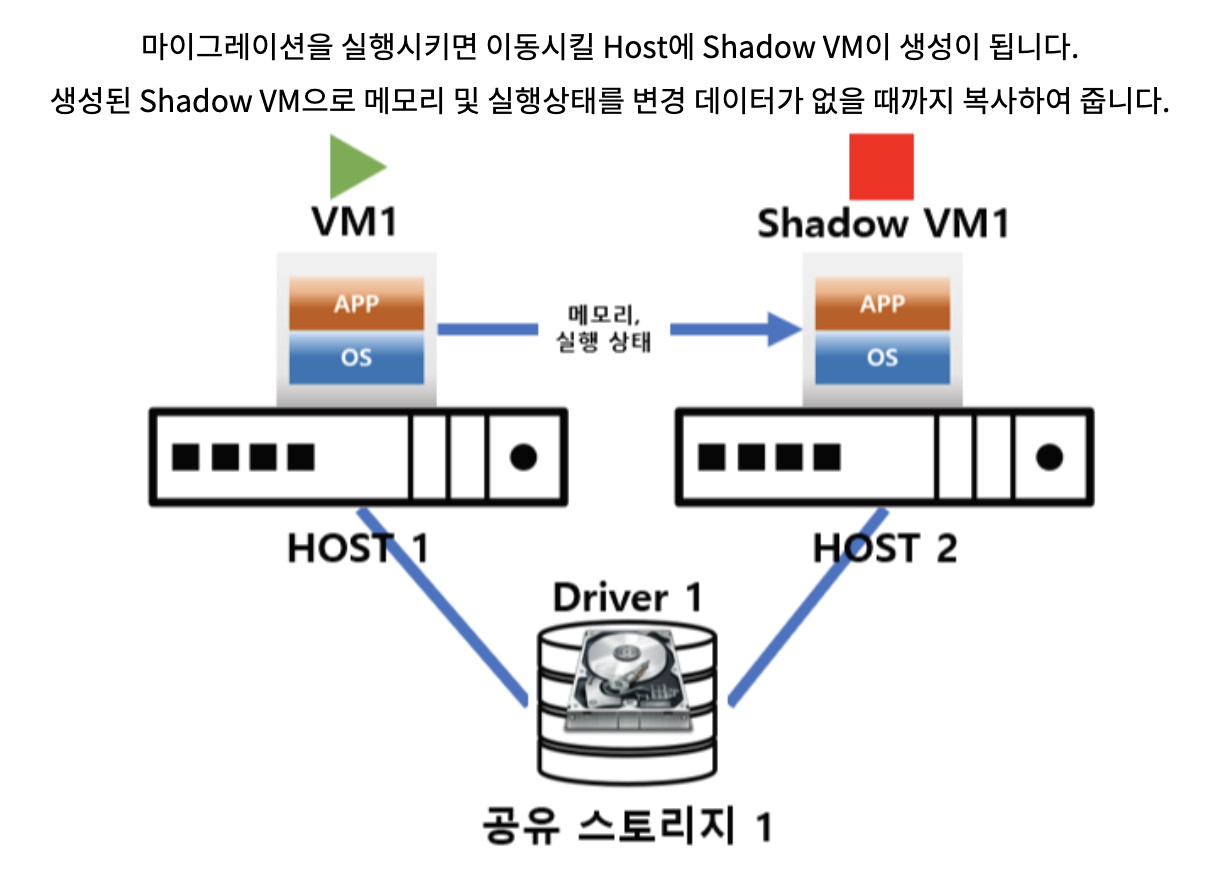 마이그레이션을 실행시키면 이동시킬 Host에 Shadow VM이 생성이 됩니다.
생성된 Shadow VM으로 메모리 및 실행상태를 변경 데이터가 없을 때까지 복사하여 줍니다.
VM1
Shadow VM1
APP
OS
메모리,
실행 상태
APP
OS
HOST 1
HOST 2
Driver 1
공유 스토리지 1